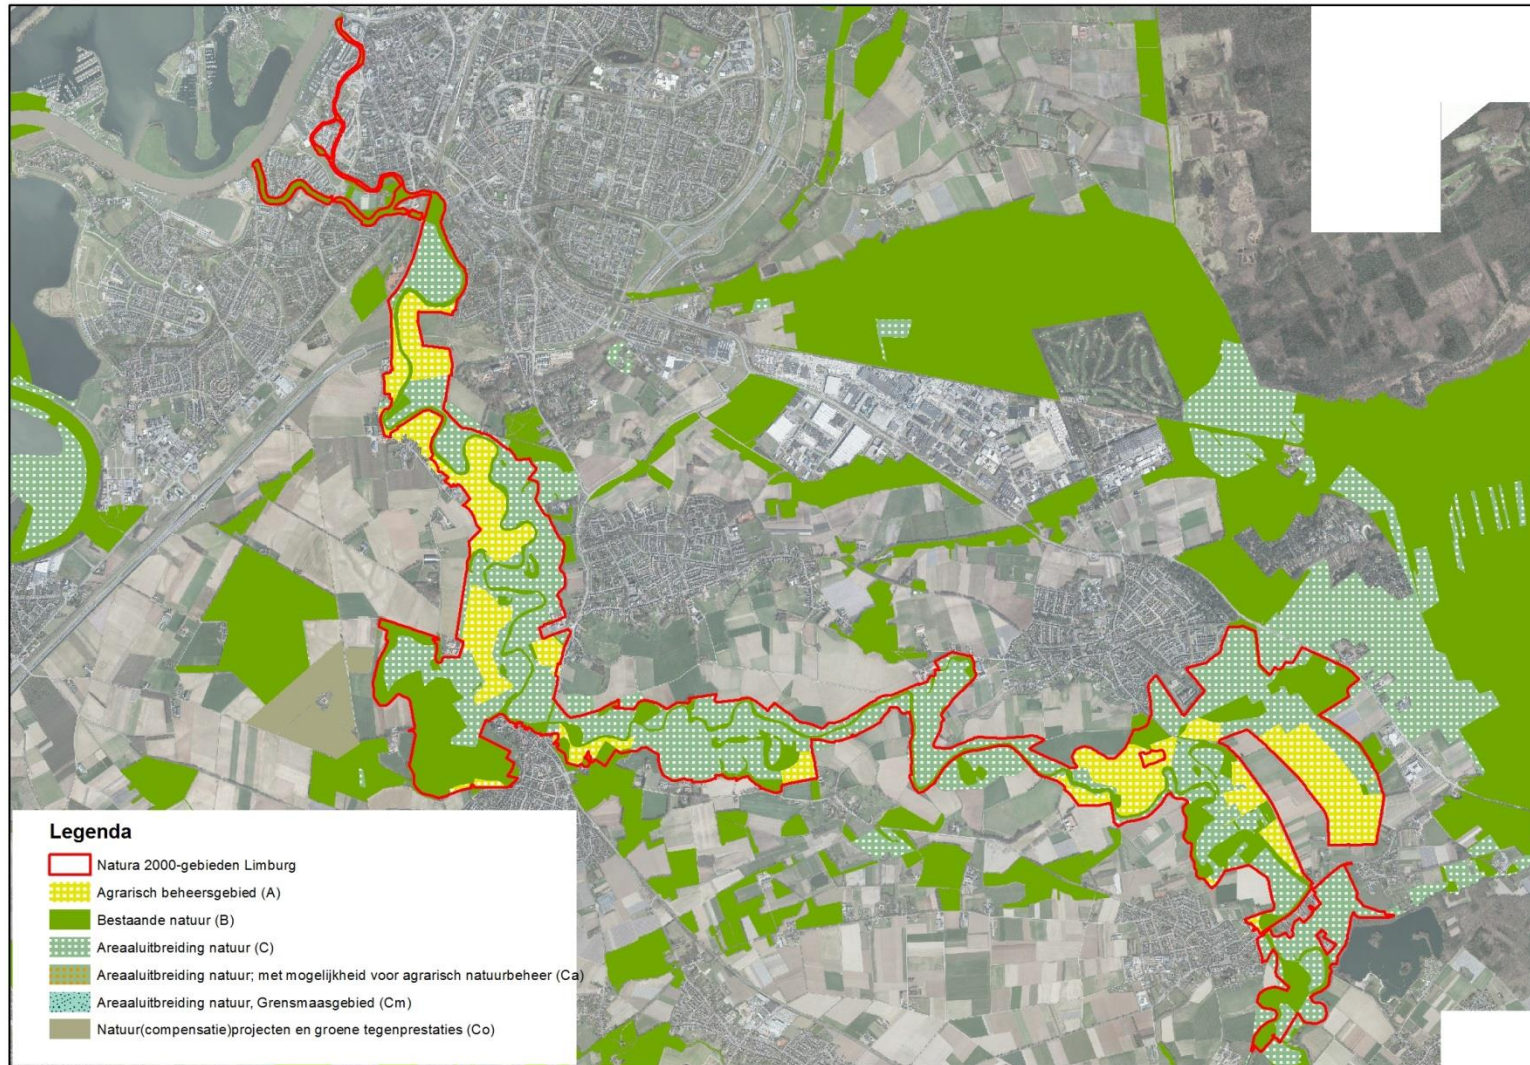 Legenda
Natura 2000-gebieden Limburg
Agrarisch beheersgebied (A)
Bestaande natuur (B)
Areaaluitbreiding natuur (C)
Areaaluitbreiding natuur; met mogelijkheid voor agrarisch natuurbeheer (Ca)
Areaaluitbreiding natuur, Grensmaasgebied (Cm)
Natuur(compensatie)projecten en groene tegenprestaties (Co)